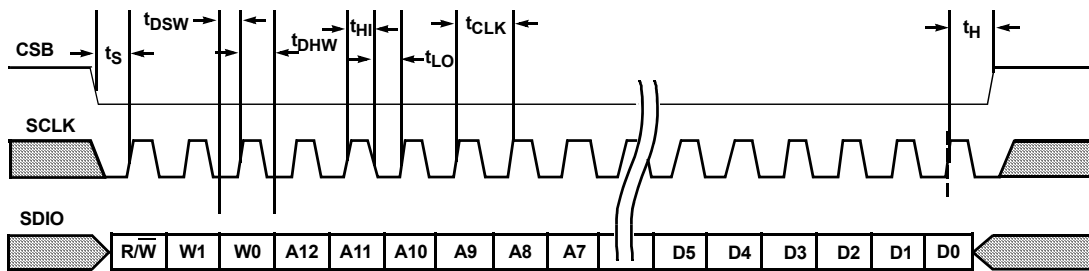 tDSW
tHI
tCLK
tH
CSB
tS
tDHW
tLO
SCLK
SDIO
R/W̅ W1 W0 A12 A11 A10 A9 A8 A7 D5 D4 D3 D2 D1 D0